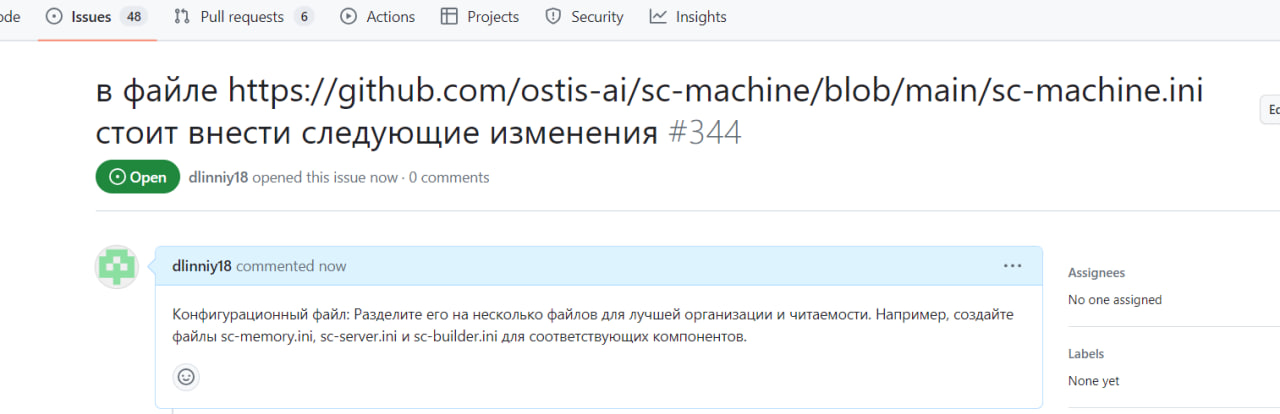 ode Issues 48 Pull requests 6 Actions Projects Security Insights
в файле https://github.com/ostis-ai/sc-machine/blob/main/sc-machine.ini
стоит внести следующие изменения #344
Ec
Open dlinniy18 opened this issue now · 0 comments
dlinniy18 commented now
Конфигурационный файл: Разделите его на несколько файлов для лучшей организации и читаемости. Например, создайте
файлы sc-memory.ini, sc-server.ini и sc-builder.ini для соответствующих компонентов.
Assignees
No one assigned
Labels
None yet